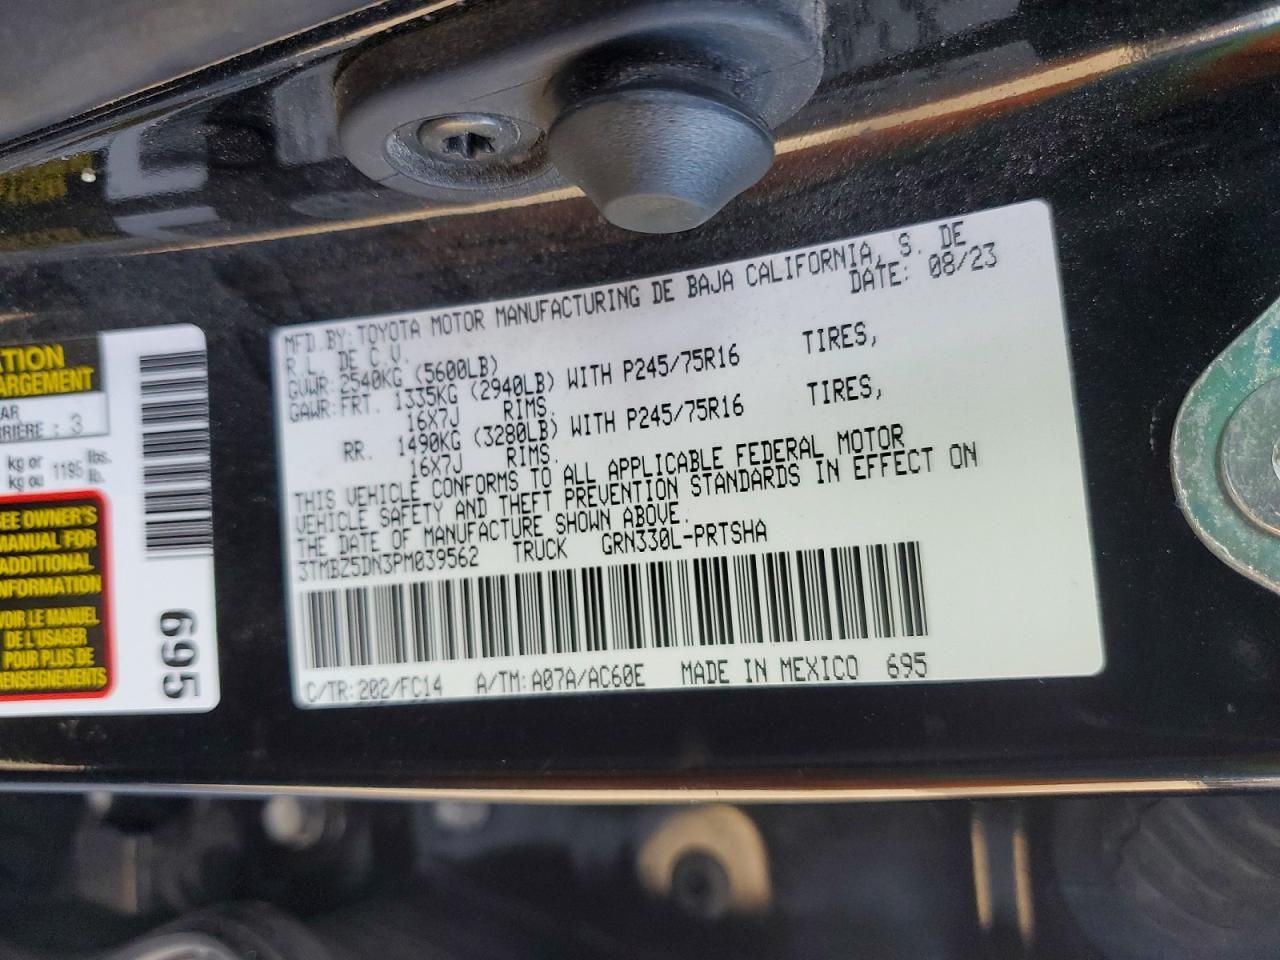 MFD.BY:TOYOTA MOTOR MANUFACTURING DE BAJA CALIFORNIA, S. DE
R.L. DE C.V. DATE: 08/23
GVWR:2540KG (5600LB)
GAWR:FRT. 1335KG (2940LB) WITH P245/75R16 TIRES,
16X7J RIMS.
RR. 1490KG (3280LB) WITH P245/75R16 TIRES,
16X7J RIMS.
THIS VEHICLE CONFORMS TO ALL APPLICABLE FEDERAL MOTOR
VEHICLE SAFETY AND THEFT PREVENTION STANDARDS IN EFFECT ON
THE DATE OF MANUFACTURE SHOWN ABOVE.
3TMBZ5DN3PM039562 TRUCK GRN330L-PRTSHA
C/TR:202/FC14 A/TM:A07A/AC60E MADE IN MEXICO 695
3
kg or 1185 lbs.
kg ou lb.
SEE OWNER'S
MANUAL FOR
ADDITIONAL
INFORMATION
VOIR LE MANUEL
DE L'USAGER
POUR PLUS DE
RENSEIGNEMENTS
695